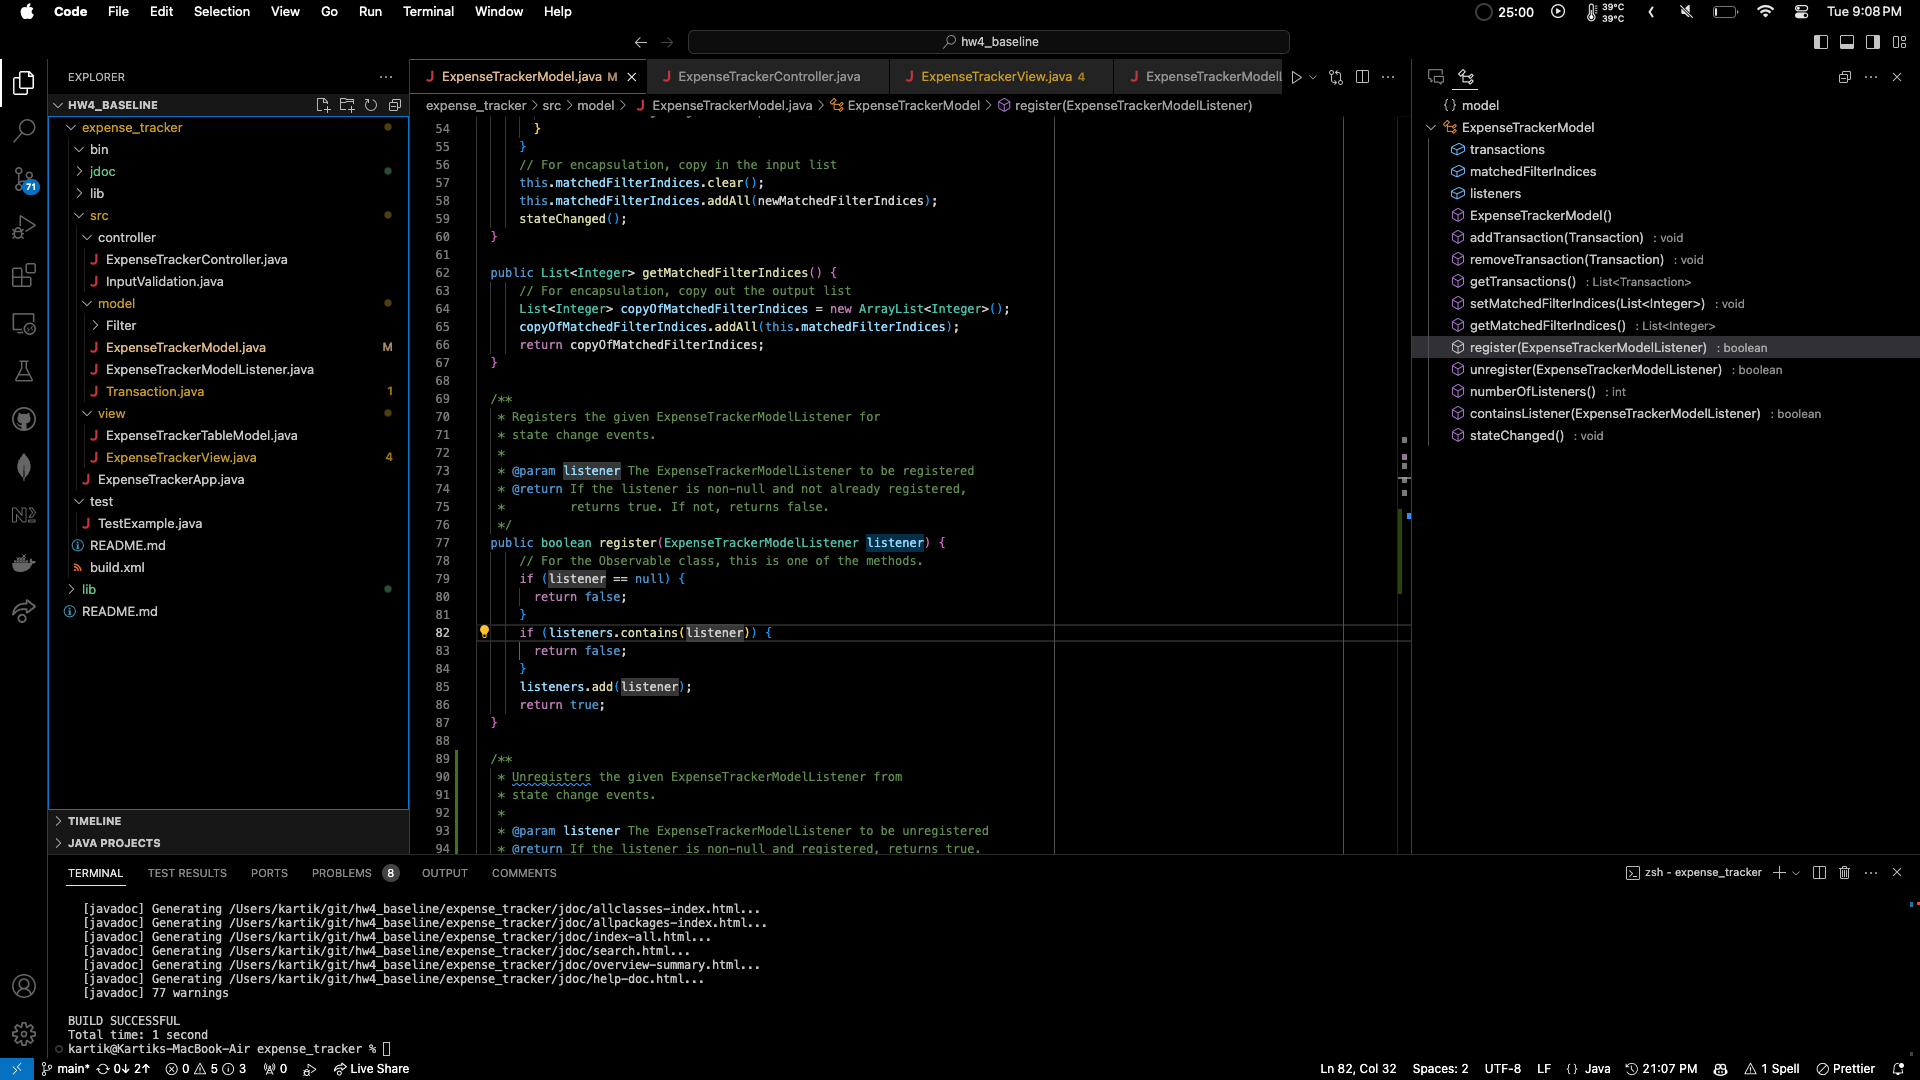 Code File Edit Selection View Go Run Terminal Window Help
25:00
39°C
39°C
Tue 9:08 PM
hw4_baseline
EXPLORER
HW4_BASELINE
expense_tracker
bin
jdoc
lib
src
controller
ExpenseTrackerController.java
InputValidation.java
model
Filter
ExpenseTrackerModel.java M
ExpenseTrackerModelListener.java
Transaction.java 1
view
ExpenseTrackerTableModel.java
ExpenseTrackerView.java 4
ExpenseTrackerApp.java
test
TestExample.java
README.md
build.xml
lib
README.md
TIMELINE
JAVA PROJECTS
71
ExpenseTrackerModel.java M ExpenseTrackerController.java ExpenseTrackerView.java 4 ExpenseTrackerModelL
expense_tracker > src > model > ExpenseTrackerModel.java > ExpenseTrackerModel > register(ExpenseTrackerModelListener)
54 }
55 }
56 // For encapsulation, copy in the input list
57 this.matchedFilterIndices.clear();
58 this.matchedFilterIndices.addAll(newMatchedFilterIndices);
59 stateChanged();
60 }
61
62 public List<Integer> getMatchedFilterIndices() {
63 // For encapsulation, copy out the output list
64 List<Integer> copyOfMatchedFilterIndices = new ArrayList<Integer>();
65 copyOfMatchedFilterIndices.addAll(this.matchedFilterIndices);
66 return copyOfMatchedFilterIndices;
67 }
68
69 /**
70 * Registers the given ExpenseTrackerModelListener for
71 * state change events.
72 *
73 * @param listener The ExpenseTrackerModelListener to be registered
74 * @return If the listener is non-null and not already registered,
75 * returns true. If not, returns false.
76 */
77 public boolean register(ExpenseTrackerModelListener listener) {
78 // For the Observable class, this is one of the methods.
79 if (listener == null) {
80 return false;
81 }
82 if (listeners.contains(listener)) {
83 return false;
84 }
85 listeners.add(listener);
86 return true;
87 }
88
89 /**
90 * Unregisters the given ExpenseTrackerModelListener from
91 * state change events.
92 *
93 * @param listener The ExpenseTrackerModelListener to be unregistered
94 * @return If the listener is non-null and registered, returns true.
{} model
ExpenseTrackerModel
transactions
matchedFilterIndices
listeners
ExpenseTrackerModel()
addTransaction(Transaction) : void
removeTransaction(Transaction) : void
getTransactions() : List<Transaction>
setMatchedFilterIndices(List<Integer>) : void
getMatchedFilterIndices() : List<Integer>
register(ExpenseTrackerModelListener) : boolean
unregister(ExpenseTrackerModelListener) : boolean
numberOfListeners() : int
containsListener(ExpenseTrackerModelListener) : boolean
stateChanged() : void
TERMINAL TEST RESULTS PORTS PROBLEMS 8 OUTPUT COMMENTS
zsh - expense_tracker
[javadoc] Generating /Users/kartik/git/hw4_baseline/expense_tracker/jdoc/allclasses-index.html...
[javadoc] Generating /Users/kartik/git/hw4_baseline/expense_tracker/jdoc/allpackages-index.html...
[javadoc] Generating /Users/kartik/git/hw4_baseline/expense_tracker/jdoc/index-all.html...
[javadoc] Generating /Users/kartik/git/hw4_baseline/expense_tracker/jdoc/search.html...
[javadoc] Generating /Users/kartik/git/hw4_baseline/expense_tracker/jdoc/overview-summary.html...
[javadoc] Generating /Users/kartik/git/hw4_baseline/expense_tracker/jdoc/help-doc.html...
[javadoc] 77 warnings
BUILD SUCCESSFUL
Total time: 1 second
kartik@Kartiks-MacBook-Air expense_tracker %
main* 0↓ 2↑ 0 5 3 0 Live Share
Ln 82, Col 32 Spaces: 2 UTF-8 LF {} Java 21:07 PM 1 Spell Prettier